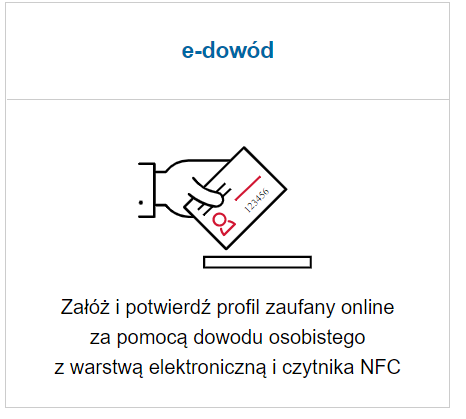 e-dowód
123456
Załóż i potwierdź profil zaufany online
za pomocą dowodu osobistego
z warstwą elektroniczną i czytnika NFC